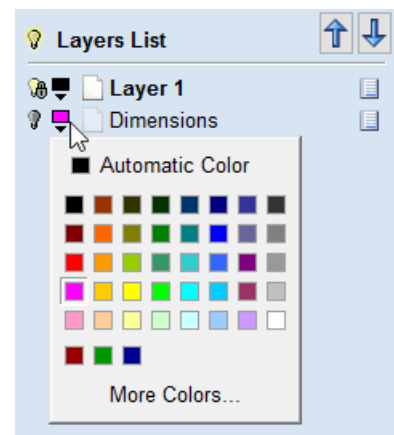 Layers List
Layer 1
Dimensions
Automatic Color
More Colors...